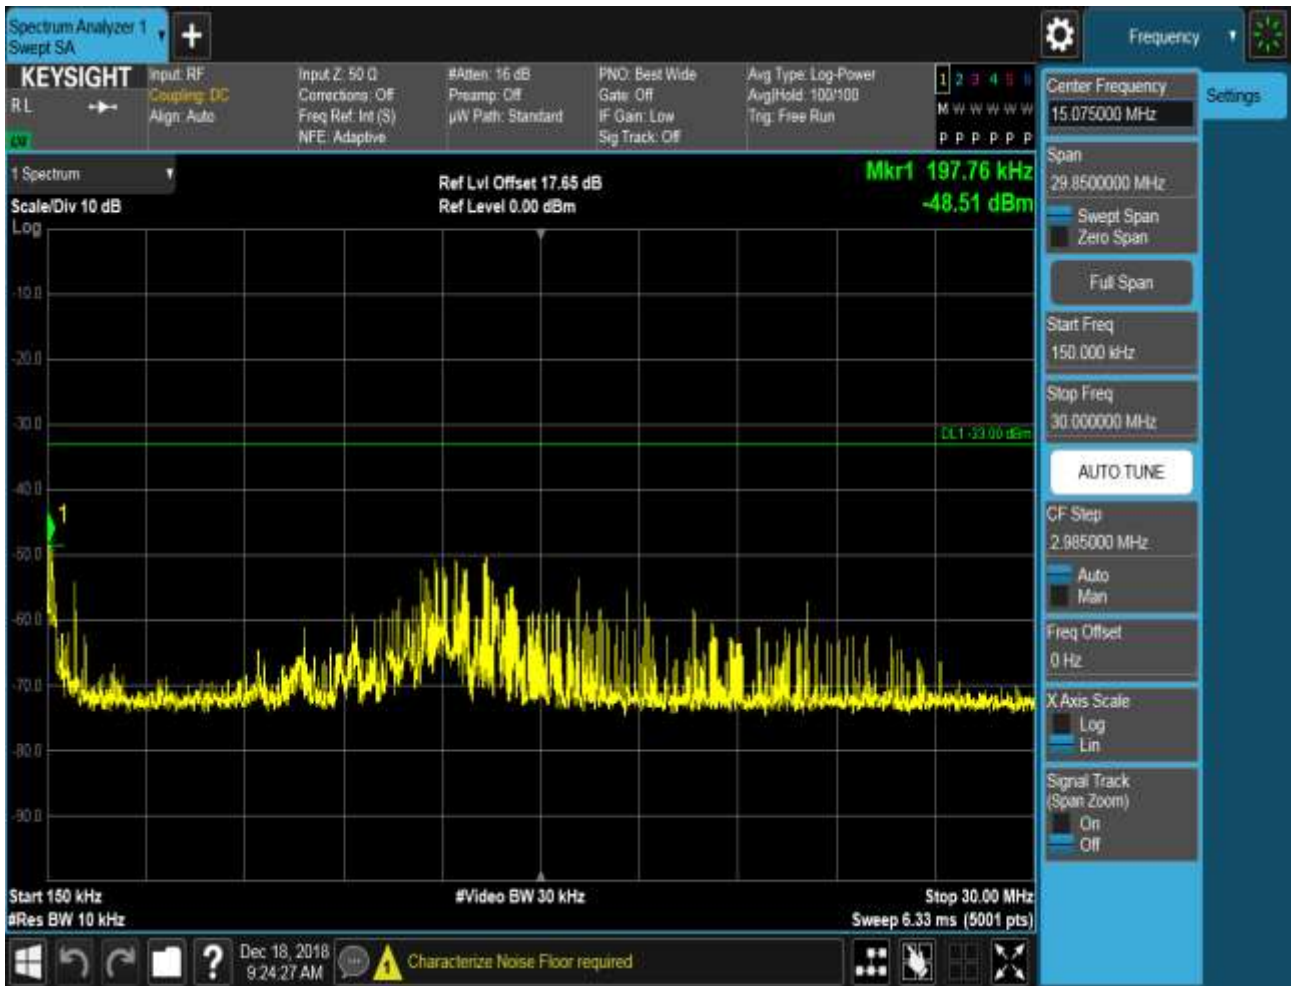 Spectrum Analyzer 1
Swept SA
Frequency
KEYSIGHT
RL
Input: RF
Coupling: DC
Align: Auto
Input Z: 50 Ω
Corrections: Off
Freq Ref: Int (S)
NFE: Adaptive
#Atten: 16 dB
Preamp: Off
µW Path: Standard
PNO: Best Wide
Gate: Off
IF Gain: Low
Sig Track: Off
Avg Type: Log-Power
Avg|Hold: 100/100
Trig: Free Run
1 2 3 4 5 6
M W W W W W
P P P P P P
1 Spectrum
Scale/Div 10 dB
Ref Lvl Offset 17.65 dB
Ref Level 0.00 dBm
Mkr1 197.76 kHz
-48.51 dBm
Log
-10.0
-20.0
-30.0
DL1 -33.00 dBm
-40.0
1
-50.0
-60.0
-70.0
-80.0
-90.0
Start 150 kHz
#Video BW 30 kHz
Stop 30.00 MHz
#Res BW 10 kHz
Sweep 6.33 ms (5001 pts)
Center Frequency
15.075000 MHz
Settings
Span
29.8500000 MHz
Swept Span
Zero Span
Full Span
Start Freq
150.000 kHz
Stop Freq
30.000000 MHz
AUTO TUNE
CF Step
2.985000 MHz
Auto
Man
Freq Offset
0 Hz
X Axis Scale
Log
Lin
Signal Track
(Span Zoom)
On
Off
?
Dec 18, 2018
9:24:27 AM
1
Characterize Noise Floor required